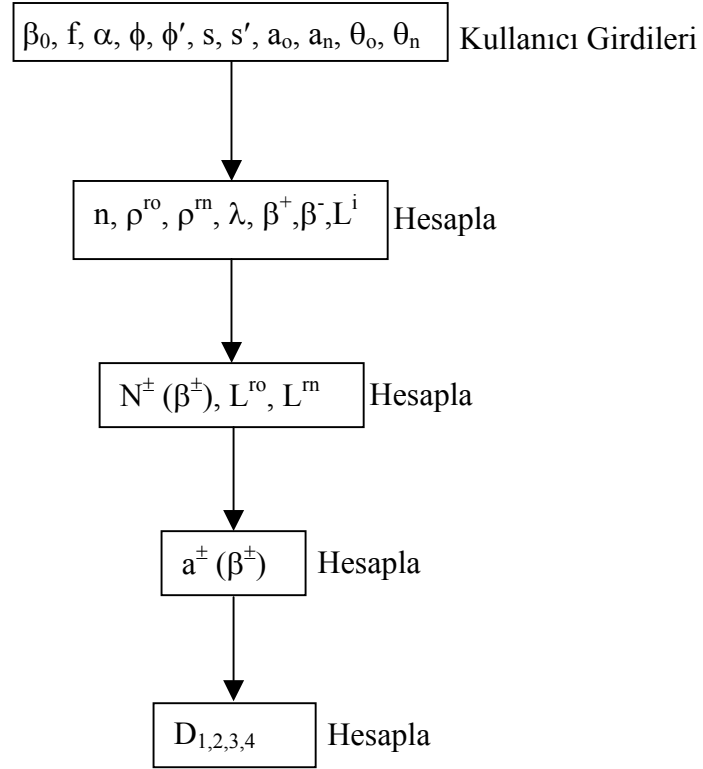 β₀, f, α, ϕ, ϕ′, s, s′, aₒ, aₙ, θₒ, θₙ Kullanıcı Girdileri
n, ρʳᵒ, ρʳⁿ, λ, β⁺,β⁻,Lⁱ Hesapla
N^± (β^±), Lʳᵒ, Lʳⁿ Hesapla
a^± (β^±) Hesapla
D₁,₂,₃,₄ Hesapla